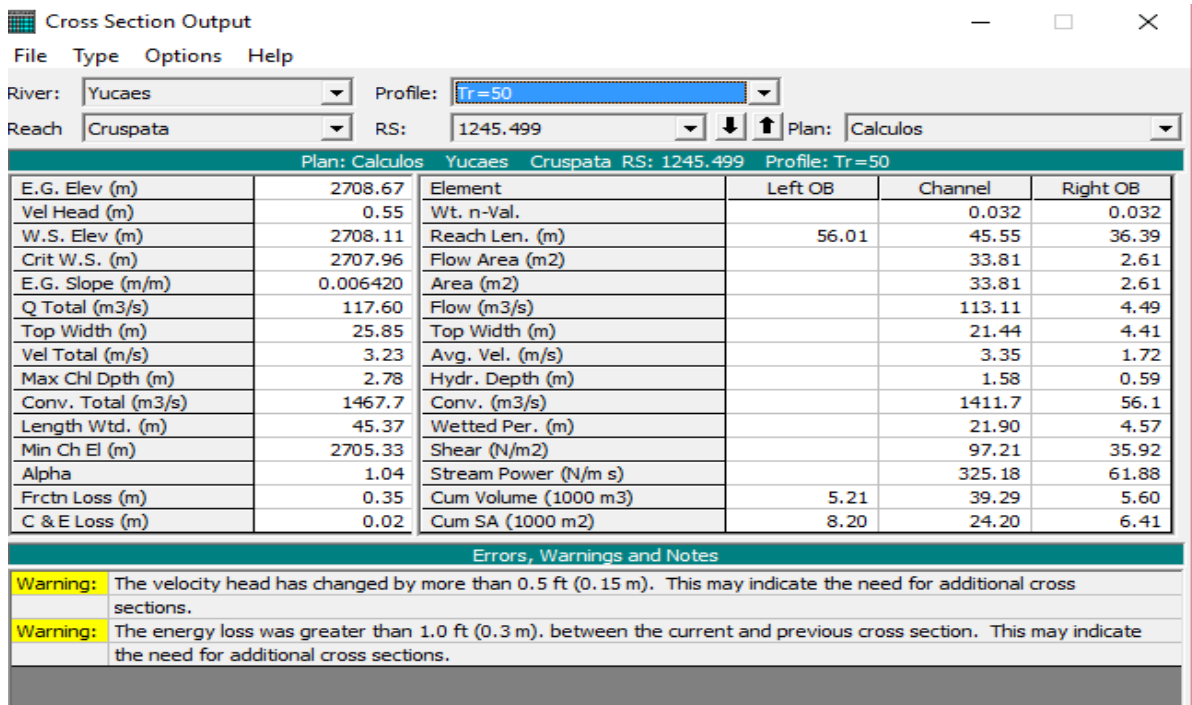 Cross Section Output
File Type Options Help
River: Yucaes Profile: Tr=50
Reach Cruspata RS: 1245.499 Plan: Calculos
Plan: Calculos Yucaes Cruspata RS: 1245.499 Profile: Tr=50
E.G. Elev (m) 2708.67 Element Left OB Channel Right OB
Vel Head (m) 0.55 Wt. n-Val. 0.032 0.032
W.S. Elev (m) 2708.11 Reach Len. (m) 56.01 45.55 36.39
Crit W.S. (m) 2707.96 Flow Area (m2) 33.81 2.61
E.G. Slope (m/m) 0.006420 Area (m2) 33.81 2.61
Q Total (m3/s) 117.60 Flow (m3/s) 113.11 4.49
Top Width (m) 25.85 Top Width (m) 21.44 4.41
Vel Total (m/s) 3.23 Avg. Vel. (m/s) 3.35 1.72
Max Chl Dpth (m) 2.78 Hydr. Depth (m) 1.58 0.59
Conv. Total (m3/s) 1467.7 Conv. (m3/s) 1411.7 56.1
Length Wtd. (m) 45.37 Wetted Per. (m) 21.90 4.57
Min Ch El (m) 2705.33 Shear (N/m2) 97.21 35.92
Alpha 1.04 Stream Power (N/m s) 325.18 61.88
Frctn Loss (m) 0.35 Cum Volume (1000 m3) 5.21 39.29 5.60
C & E Loss (m) 0.02 Cum SA (1000 m2) 8.20 24.20 6.41
Errors, Warnings and Notes
Warning: The velocity head has changed by more than 0.5 ft (0.15 m). This may indicate the need for additional cross
sections.
Warning: The energy loss was greater than 1.0 ft (0.3 m). between the current and previous cross section. This may indicate
the need for additional cross sections.